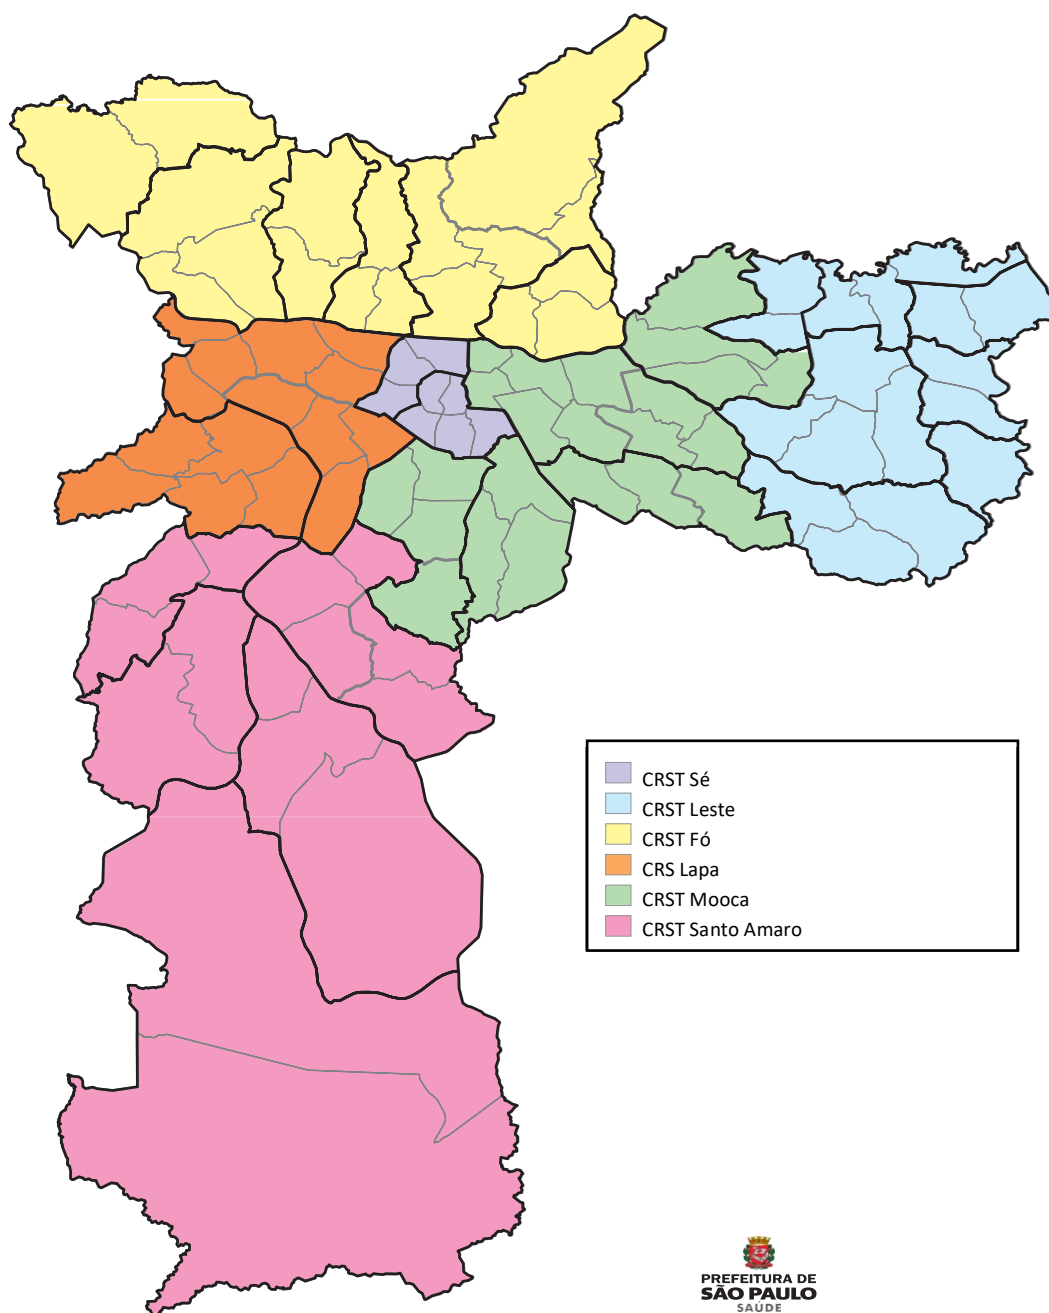 CRST Sé
CRST Leste
CRST Fó
CRS Lapa
CRST Mooca
CRST Santo Amaro
PREFEITURA DE
SÃO PAULO
SAÚDE